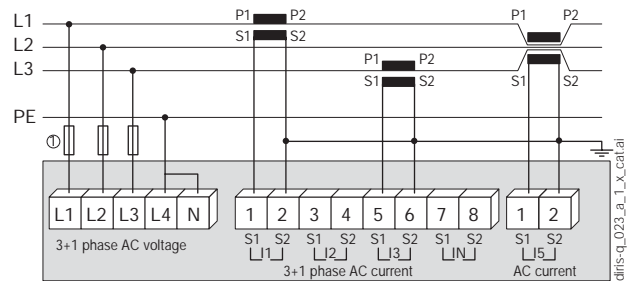 L1 P1 P2 P1 P2
L2 S1 S2
L3 P1 P2 S1 S2
S1 S2
PE
①
L1 L2 L3 L4 N 1 2 3 4 5 6 7 8 1 2
S1 S2 S1 S2 S1 S2 S1 S2 S1 S2
I1 I2 I3 IN I5
3+1 phase AC voltage
3+1 phase AC current AC current
diris-q_023_a_1_x_cat.ai